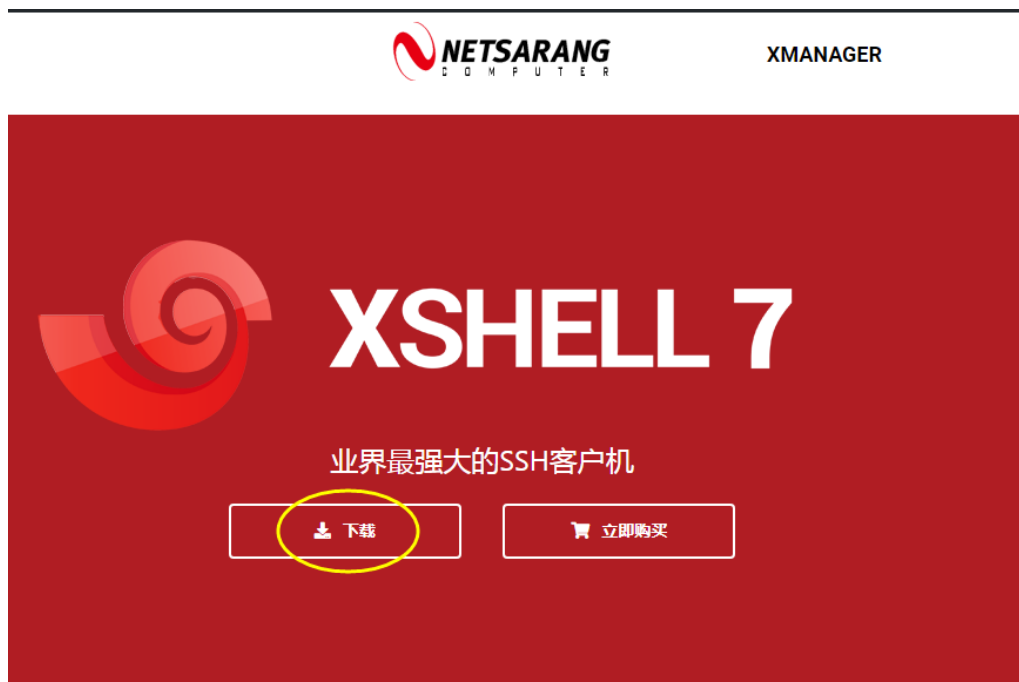 NETSARANG
COMPUTER
XMANAGER
XSHELL 7
业界最强大的SSH客户机
下载
立即购买